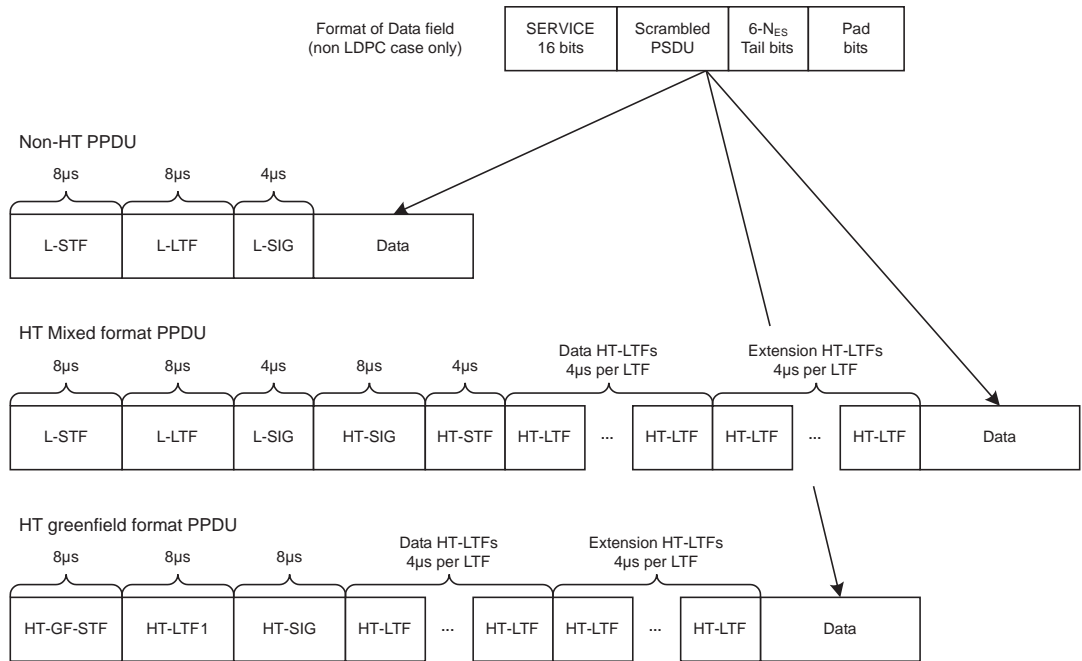 Format of Data field
(non LDPC case only)
SERVICE
16 bits
Scrambled
PSDU
6-NES
Tail bits
Pad
bits
Non-HT PPDU
8µs
8µs
4µs
L-STF
L-LTF
L-SIG
Data
HT Mixed format PPDU
8µs
8µs
4µs
8µs
4µs
Data HT-LTFs
4µs per LTF
Extension HT-LTFs
4µs per LTF
L-STF
L-LTF
L-SIG
HT-SIG
HT-STF
HT-LTF
...
HT-LTF
HT-LTF
...
HT-LTF
Data
HT greenfield format PPDU
8µs
8µs
8µs
Data HT-LTFs
4µs per LTF
Extension HT-LTFs
4µs per LTF
HT-GF-STF
HT-LTF1
HT-SIG
HT-LTF
...
HT-LTF
HT-LTF
...
HT-LTF
Data